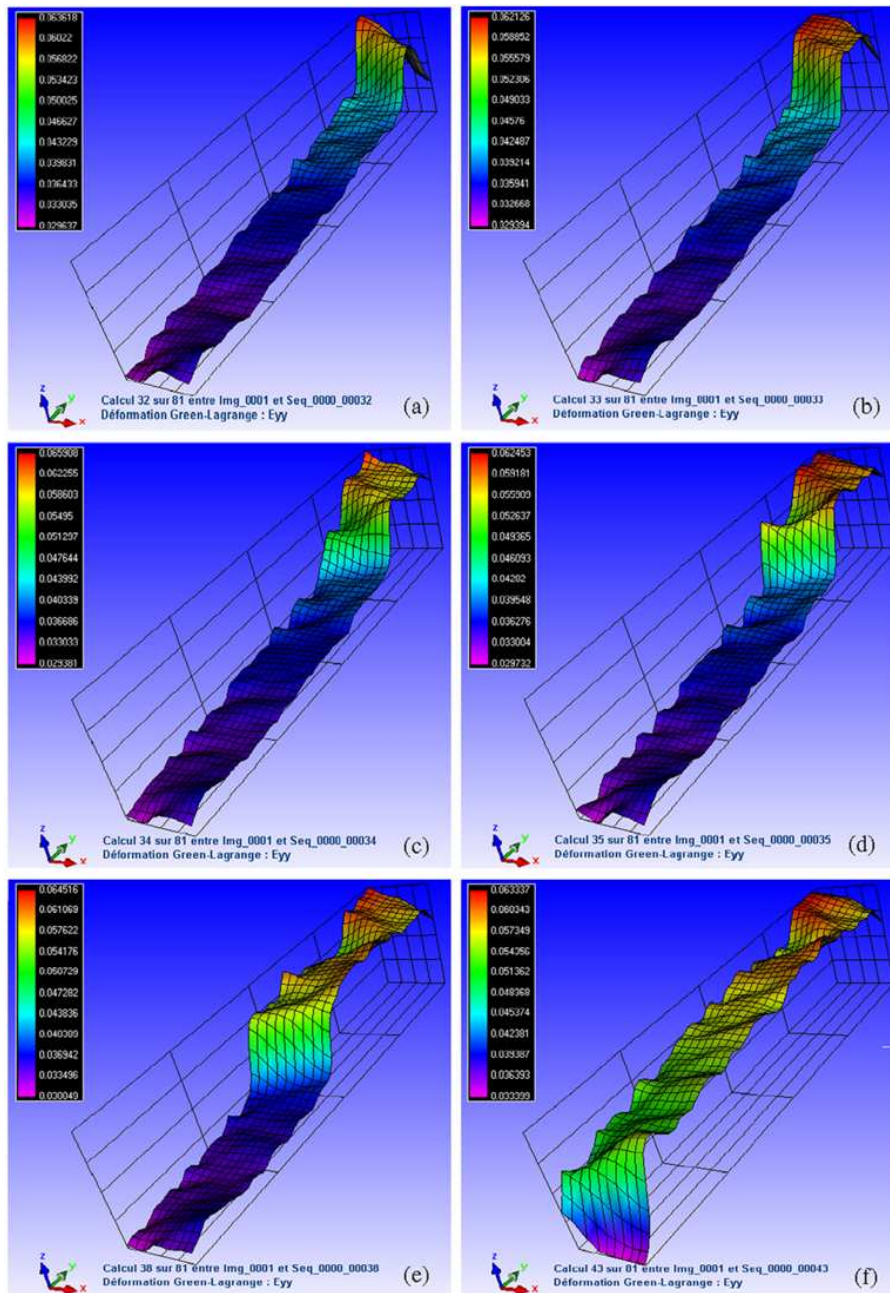 0.063618
0.06022
0.056822
0.053423
0.050025
0.046627
0.043229
0.039831
0.036433
0.033035
0.029637
z
y
x
Calcul 32 sur 81 entre Img_0001 et Seq_0000_00032
Déformation Green-Lagrange : Eyy
(a)
0.062126
0.058852
0.055579
0.052306
0.049033
0.04576
0.042487
0.039214
0.035941
0.032668
0.029394
z
y
x
Calcul 33 sur 81 entre Img_0001 et Seq_0000_00033
Déformation Green-Lagrange : Eyy
(b)
0.065908
0.062255
0.058603
0.05495
0.051297
0.047644
0.043992
0.040339
0.036686
0.033033
0.029381
z
y
x
Calcul 34 sur 81 entre Img_0001 et Seq_0000_00034
Déformation Green-Lagrange : Eyy
(c)
0.062453
0.059181
0.055909
0.052637
0.049365
0.046093
0.04282
0.039548
0.036276
0.033004
0.029732
z
y
x
Calcul 35 sur 81 entre Img_0001 et Seq_0000_00035
Déformation Green-Lagrange : Eyy
(d)
0.064516
0.061069
0.057622
0.054176
0.050729
0.047282
0.043836
0.040389
0.036942
0.033496
0.030049
z
y
x
Calcul 38 sur 81 entre Img_0001 et Seq_0000_00038
Déformation Green-Lagrange : Eyy
(e)
0.063337
0.060343
0.057349
0.054356
0.051362
0.048368
0.045374
0.042381
0.039387
0.036393
0.033399
z
y
x
Calcul 43 sur 81 entre Img_0001 et Seq_0000_00043
Déformation Green-Lagrange : Eyy
(f)